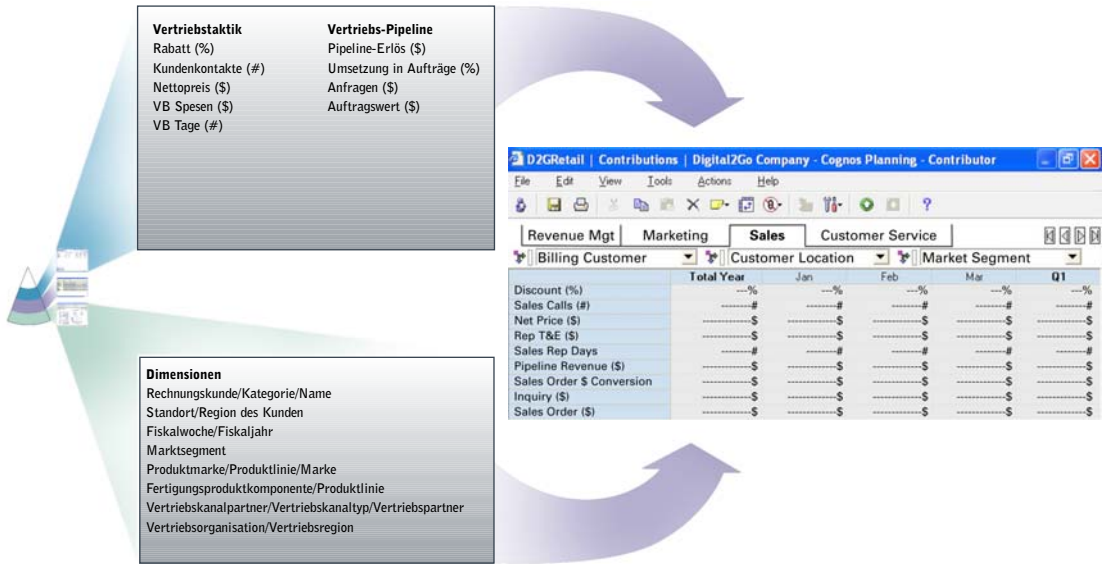 Vertriebstaktik
Rabatt (%)
Kundenkontakte (#)
Nettopreis ($)
VB Spesen ($)
VB Tage (#)
Vertriebs-Pipeline
Pipeline-Erlös ($)
Umsetzung in Aufträge (%)
Anfragen ($)
Auftragswert ($)
Dimensionen
Rechnungskunde/Kategorie/Name
Standort/Region des Kunden
Fiskalwoche/Fiskaljahr
Marktsegment
Produktmarke/Produktlinie/Marke
Fertigungsproduktkomponente/Produktlinie
Vertriebskanalpartner/Vertriebskanaltyp/Vertriebspartner
Vertriebsorganisation/Vertriebsregion
D2GRetail | Contributions | Digital2Go Company - Cognos Planning - Contributor
File Edit View Tools Actions Help
Revenue Mgt Marketing Sales Customer Service
Billing Customer Customer Location Market Segment
Total Year Jan Feb Mar Q1
Discount (%) ---% ---% ---% ---% ---%
Sales Calls (#) --------# --------# --------# --------# --------#
Net Price ($) -----------$ -----------$ -----------$ -----------$ -----------$
Rep T&E ($) -----------$ -----------$ -----------$ -----------$ -----------$
Sales Rep Days --------# --------# --------# --------# --------#
Pipeline Revenue ($) -----------$ -----------$ -----------$ -----------$ -----------$
Sales Order $ Conversion -----------$ -----------$ -----------$ -----------$ -----------$
Inquiry ($) -----------$ -----------$ -----------$ -----------$ -----------$
Sales Order ($) -----------$ -----------$ -----------$ -----------$ -----------$